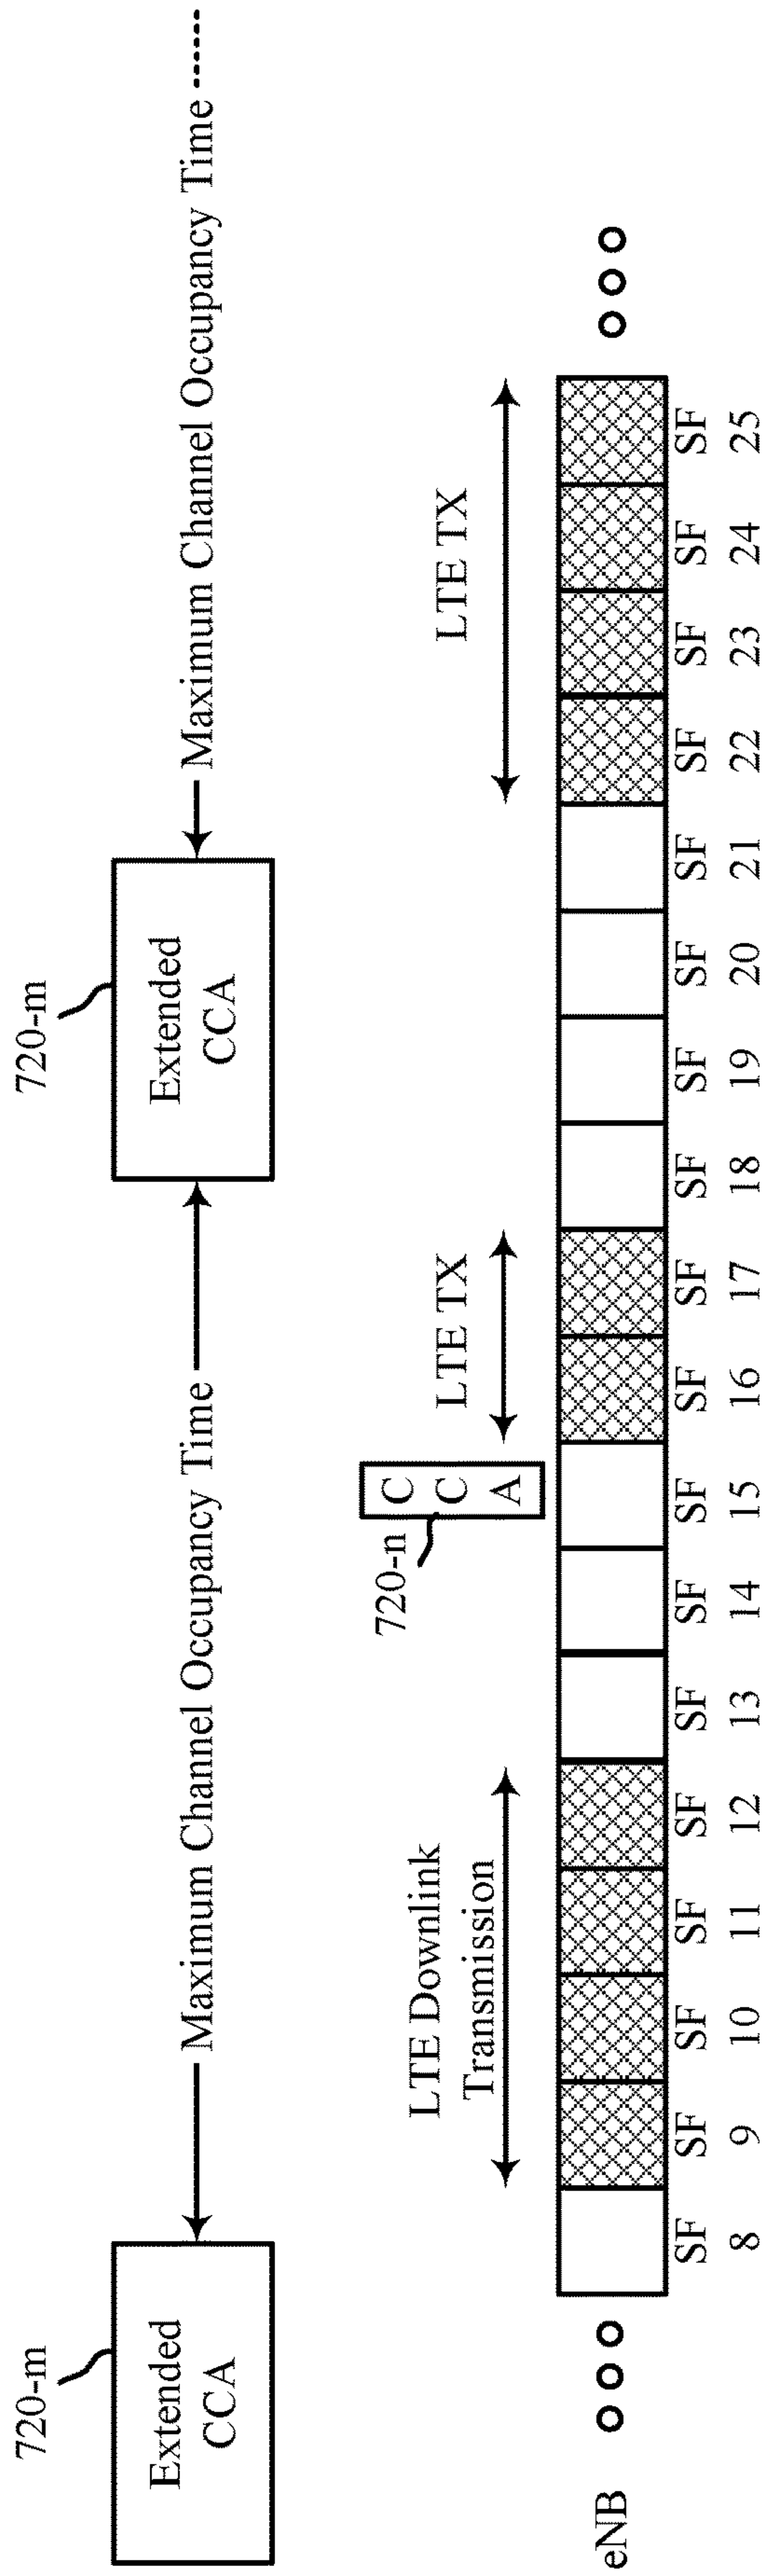 720-m
720-m
Extended
CCA
Maximum Channel Occupancy Time
Extended
CCA
Maximum Channel Occupancy Time
720-n
C
C
A
LTE Downlink
Transmission
LTE TX
LTE TX
eNB
SF SF SF SF SF SF SF SF SF SF SF SF SF SF SF SF SF SF
8 9 10 11 12 13 14 15 16 17 18 19 20 21 22 23 24 25